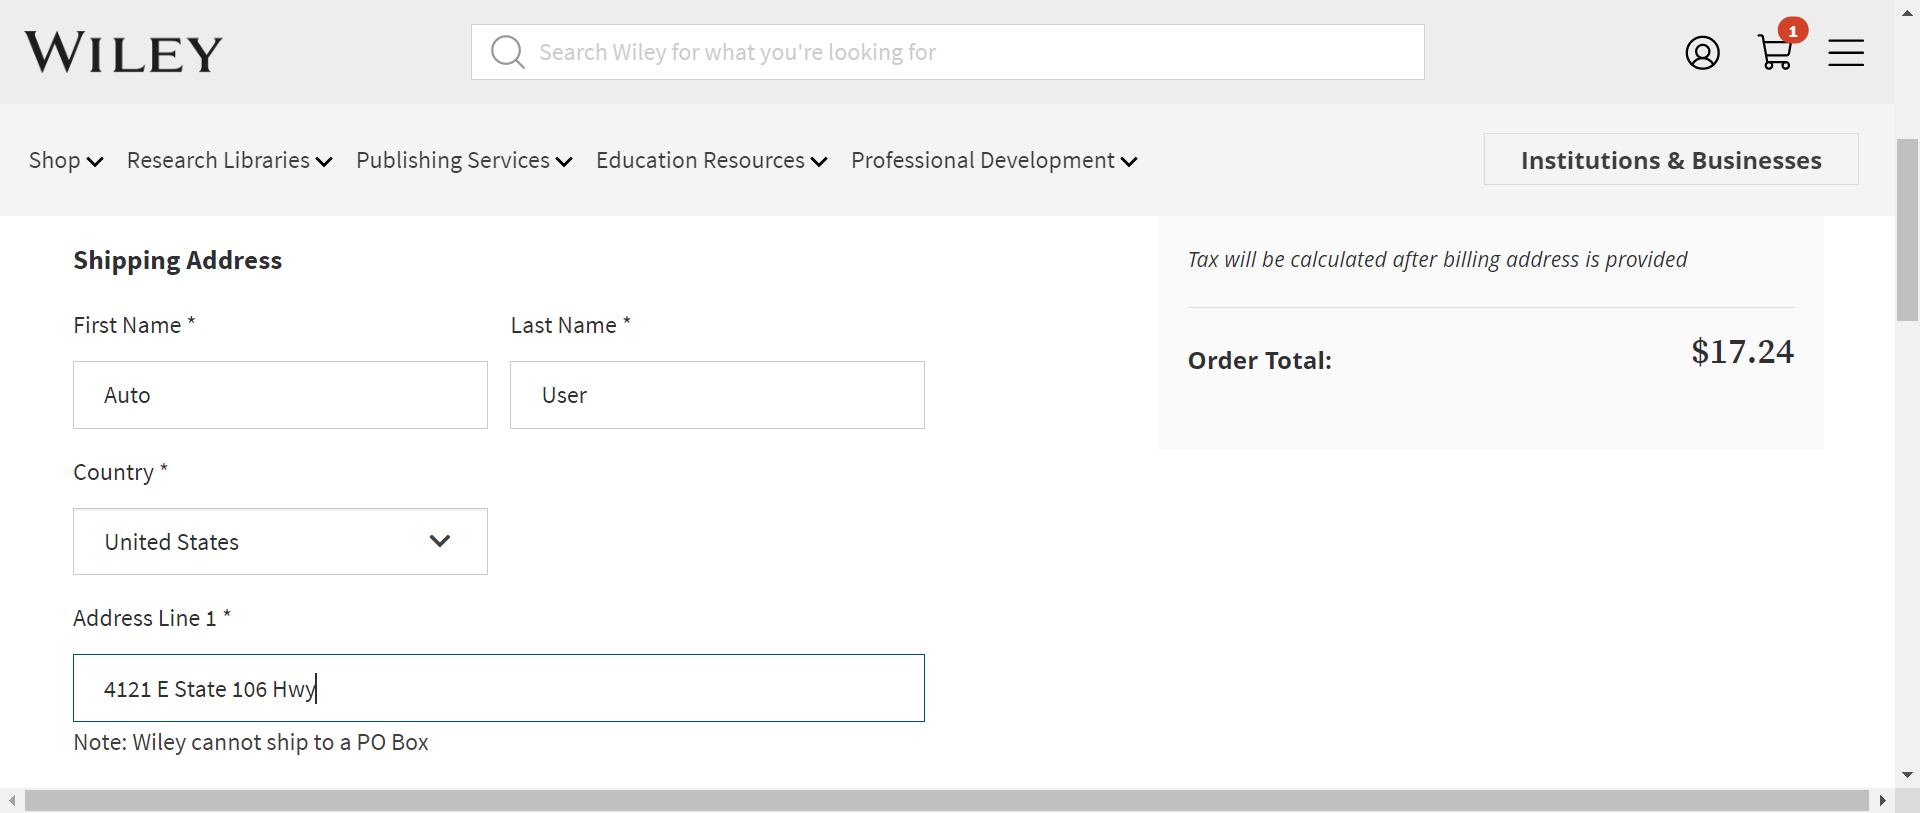 WILEY
Search Wiley for what you're looking for
1
Shop
Research Libraries
Publishing Services
Education Resources
Professional Development
Institutions & Businesses
Shipping Address
First Name *
Last Name *
Auto
User
Country *
United States
Address Line 1 *
4121 E State 106 Hwy
Note: Wiley cannot ship to a PO Box
Tax will be calculated after billing address is provided
Order Total:
$17.24